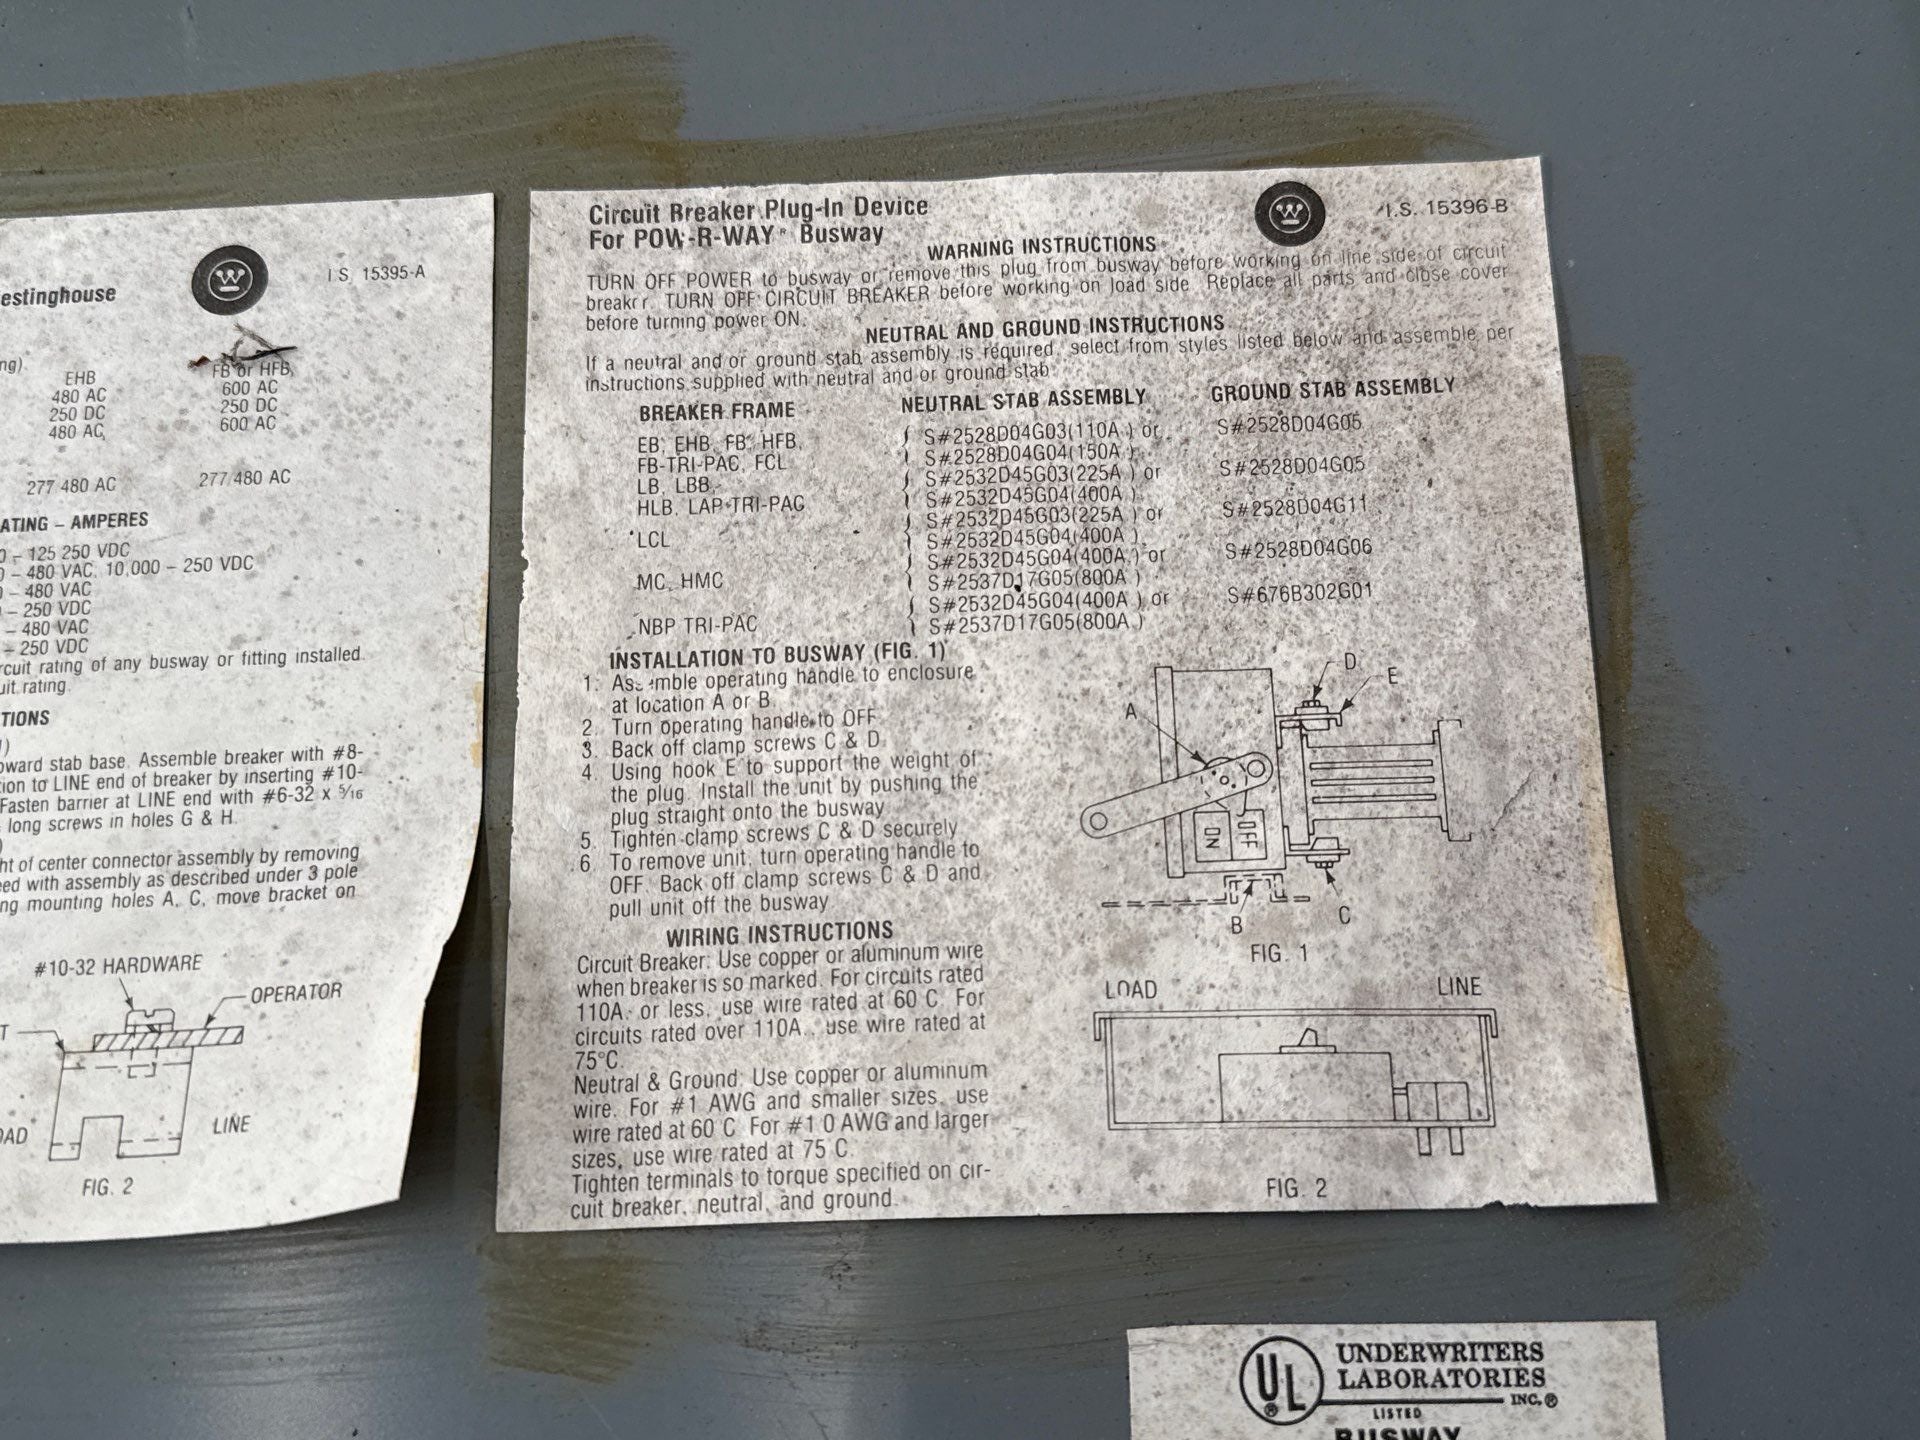 estinghouse
I.S. 15395-A
ng)
EHB
FB or HFB
480 AC
600 AC
250 DC
250 DC
480 AC
600 AC
277 480 AC
277 480 AC
ATING – AMPERES
0 – 125 250 VDC
0 – 480 VAC, 10,000 – 250 VDC
– 480 VAC
– 250 VDC
– 480 VAC
– 250 VDC
rcuit rating of any busway or fitting installed.
uit rating.
TIONS
)
oward stab base. Assemble breaker with #8-
tion to LINE end of breaker by inserting #10-
Fasten barrier at LINE end with #6-32 x 5/16
long screws in holes G & H.
)
ht of center connector assembly by removing
ed with assembly as described under 3 pole
ng mounting holes A, C, move bracket on
#10-32 HARDWARE
OPERATOR
T
OAD
LINE
FIG. 2
Circuit Breaker Plug-In Device
For POW-R-WAY® Busway
I.S. 15396-B
WARNING INSTRUCTIONS
TURN OFF POWER to busway or remove this plug from busway before working on line side of circuit
breakr r. TURN OFF CIRCUIT BREAKER before working on load side. Replace all parts and close cover
before turning power ON.
NEUTRAL AND GROUND INSTRUCTIONS
If a neutral and or ground stab assembly is required, select from styles listed below and assemble per
instructions supplied with neutral and or ground stab
BREAKER FRAME
NEUTRAL STAB ASSEMBLY
GROUND STAB ASSEMBLY
EB, EHB, FB, HFB,
FB-TRI-PAC, FCL
S#2528D04G03(110A.) or
S#2528D04G04(150A.)
S#2528D04G05
LB, LBB,
HLB, LAP TRI-PAC
S#2532D45G03(225A.) or
S#2532D45G04(400A.)
S#2528D04G05
LCL
S#2532D45G03(225A.) or
S#2532D45G04(400A.)
S#2528D04G11
MC, HMC
S#2532D45G04(400A.) or
S#2537D17G05(800A.)
S#2528D04G06
NBP TRI-PAC
S#2532D45G04(400A.) or
S#2537D17G05(800A.)
S#676B302G01
INSTALLATION TO BUSWAY (FIG. 1)
1. Assemble operating handle to enclosure
at location A or B.
2. Turn operating handle to OFF.
3. Back off clamp screws C & D.
4. Using hook E to support the weight of
the plug. Install the unit by pushing the
plug straight onto the busway
5. Tighten clamp screws C & D securely
6. To remove unit, turn operating handle to
OFF. Back off clamp screws C & D and
pull unit off the busway
WIRING INSTRUCTIONS
Circuit Breaker: Use copper or aluminum wire
when breaker is so marked. For circuits rated
110A. or less, use wire rated at 60 C. For
circuits rated over 110A., use wire rated at
75°C.
Neutral & Ground: Use copper or aluminum
wire. For #1 AWG and smaller sizes, use
wire rated at 60 C. For #1 0 AWG and larger
sizes, use wire rated at 75 C.
Tighten terminals to torque specified on cir-
cuit breaker, neutral, and ground.
D
E
A
ON
OFF
B
C
FIG. 1
LOAD
LINE
FIG. 2
UL
®
UNDERWRITERS
LABORATORIES
INC.®
LISTED
BUSWAY